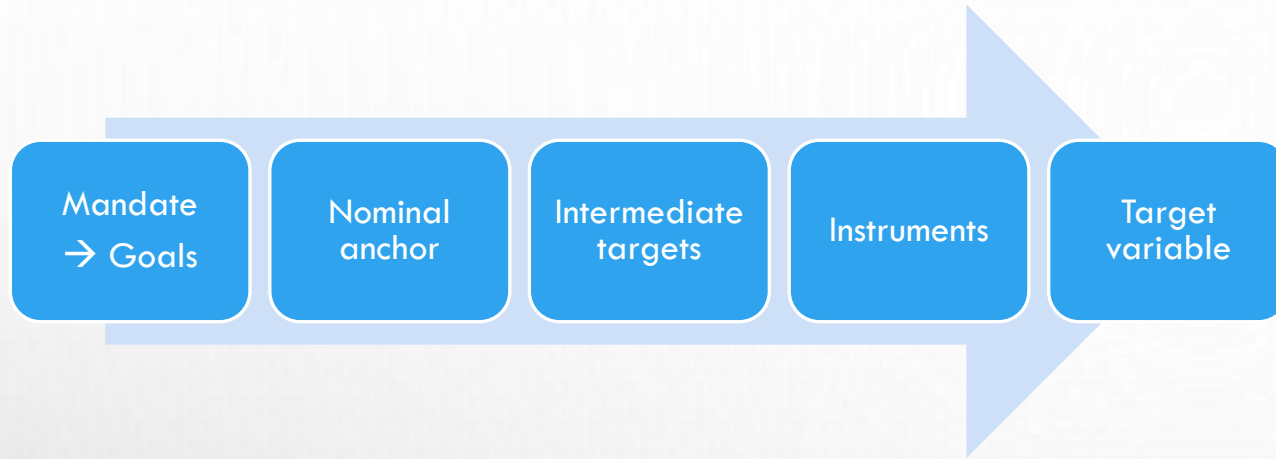 Mandate
→ Goals
Nominal
anchor
Intermediate
targets
Instruments
Target
variable